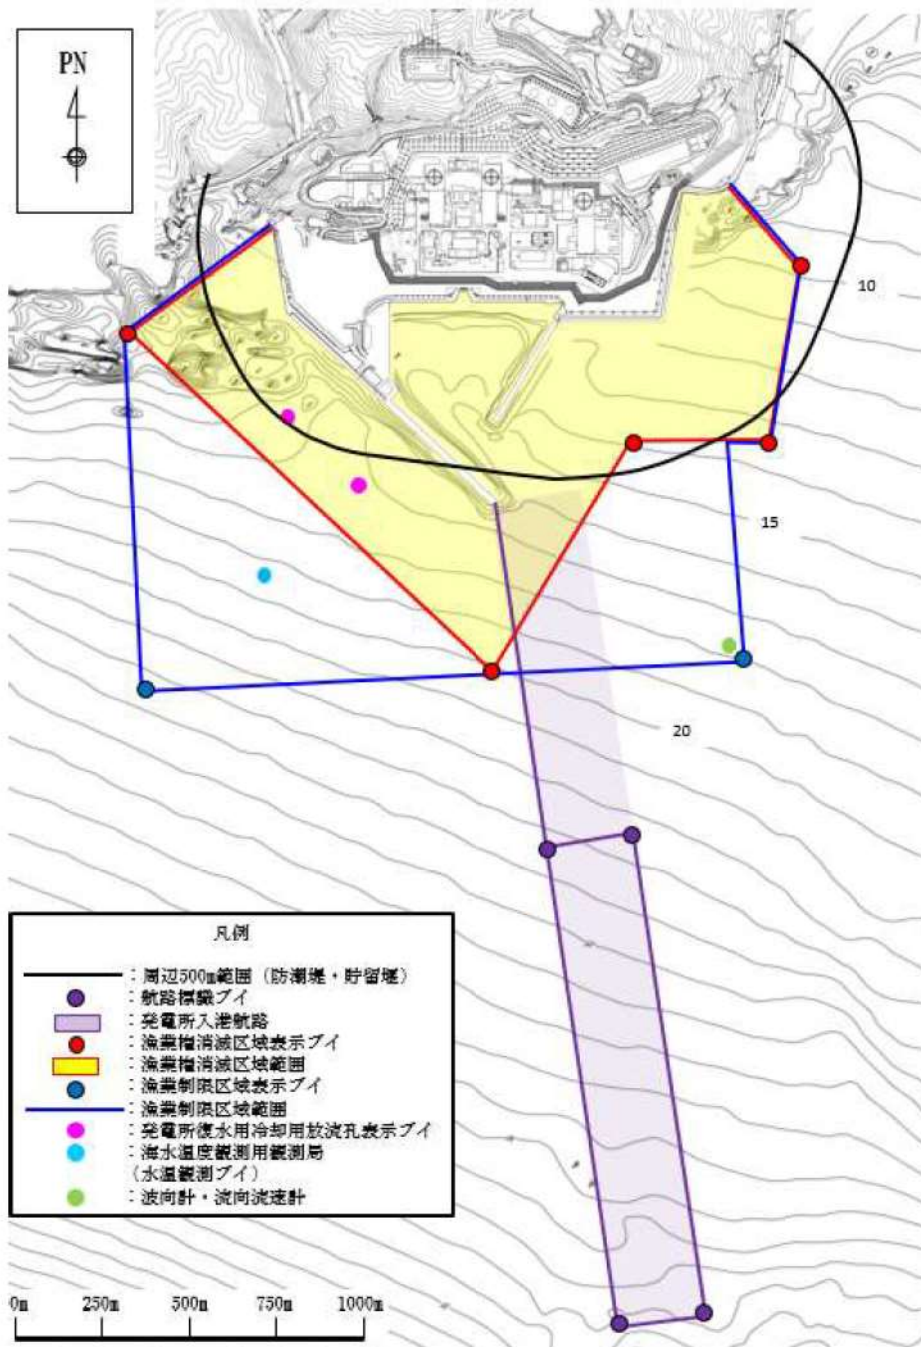 PN
10
15
20
凡例
：周辺500m範囲（防潮堤・貯留堰）
：航路標識ブイ
：発電所入港航路
：漁業権消滅区域表示ブイ
：漁業権消滅区域範囲
：漁業制限区域表示ブイ
：漁業制限区域範囲
：発電所復水用冷却用放流孔表示ブイ
：海水温度観測用観測局
（水温観測ブイ）
：波向計・流向流速計
0m 250m 500m 750m 1000m